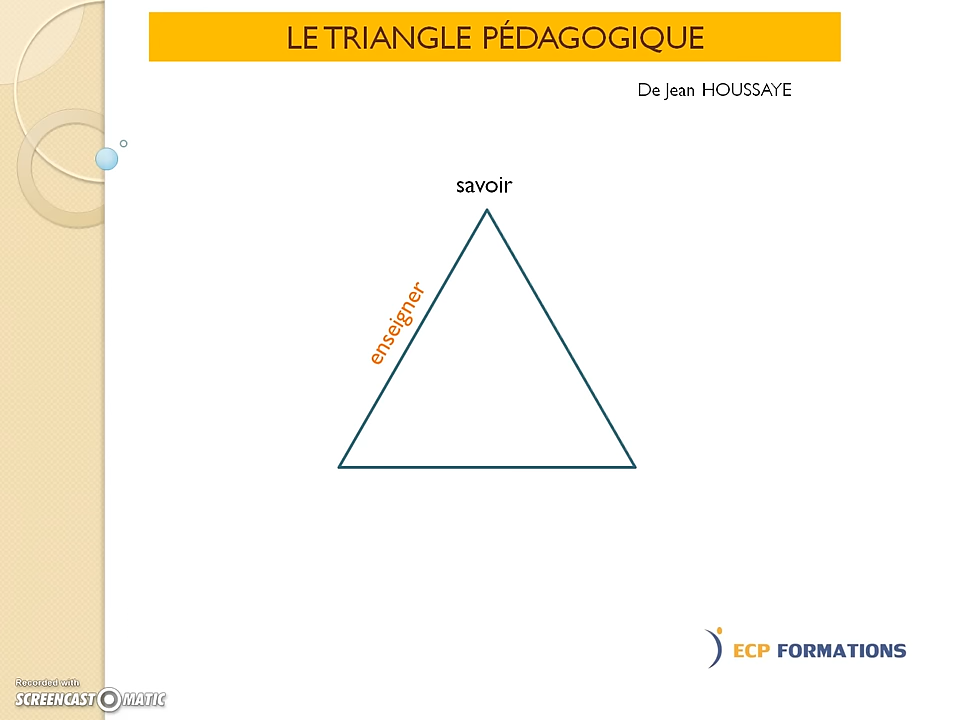 LE TRIANGLE PÉDAGOGIQUE
De Jean HOUSSAYE
savoir
enseigner
ECP FORMATIONS
Recorded with
SCREENCAST O MATIC